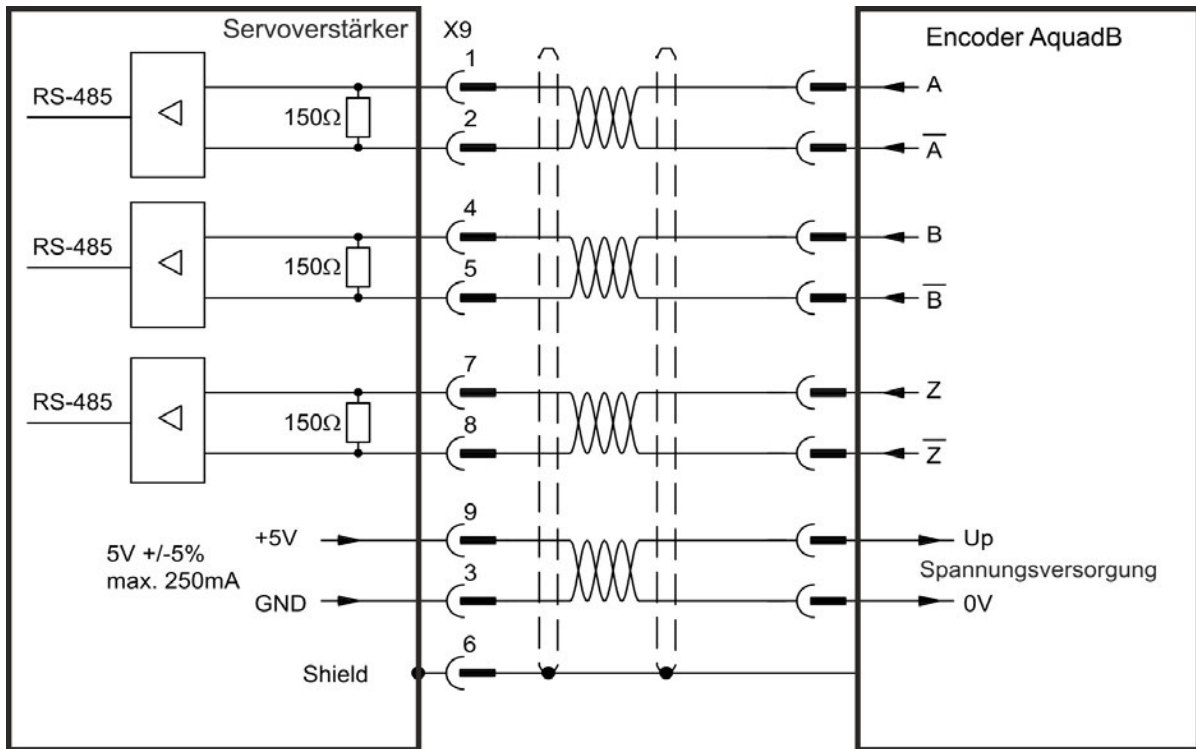 Servoverstärker
X9
Encoder AquadB
1
A
RS-485
150Ω
2
A̅
4
B
RS-485
150Ω
5
B̅
7
Z
RS-485
150Ω
8
Z̅
9
+5V
Up
5V +/-5%
max. 250mA
Spannungsversorgung
3
GND
0V
6
Shield